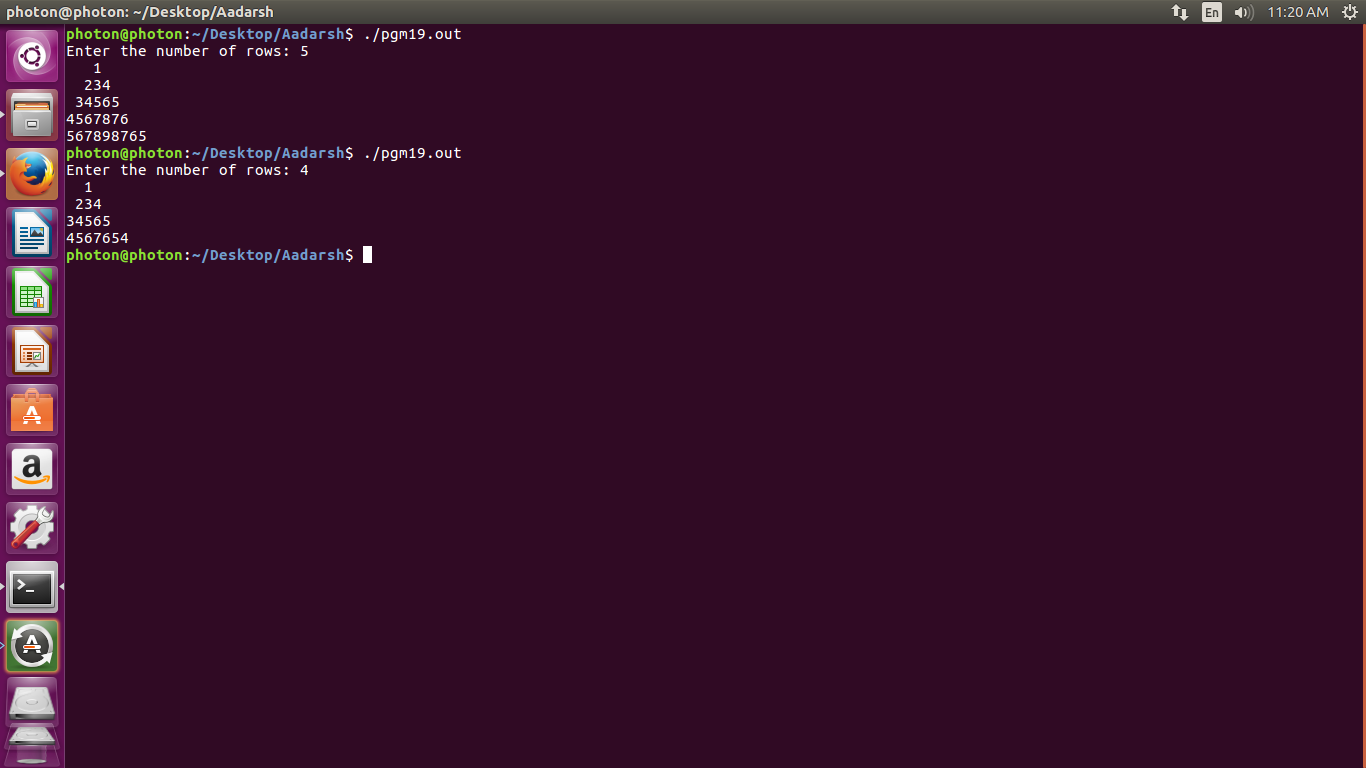 photon@photon: ~/Desktop/Aadarsh
En
11:20 AM
photon@photon:~/Desktop/Aadarsh$ ./pgm19.out
Enter the number of rows: 5
   1
  234
 34565
4567876
567898765
photon@photon:~/Desktop/Aadarsh$ ./pgm19.out
Enter the number of rows: 4
  1
 234
34565
4567654
photon@photon:~/Desktop/Aadarsh$